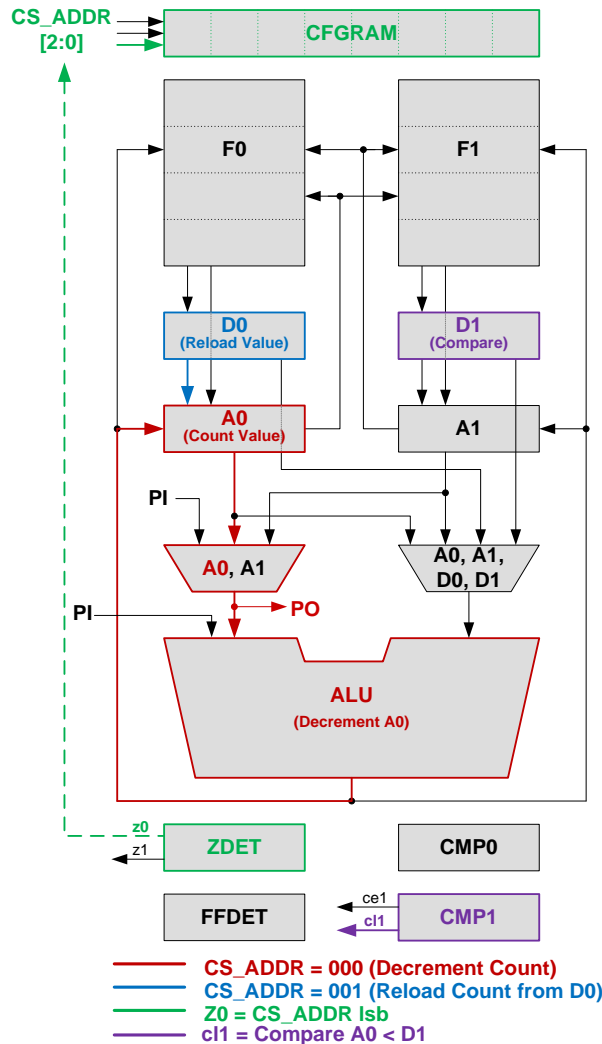 CS_ADDR
[2:0]
CFGRAM
F0
F1
D0
(Reload Value)
D1
(Compare)
A0
(Count Value)
A1
PI
A0, A1
A0, A1,
D0, D1
PO
PI
ALU
(Decrement A0)
z0
z1
ZDET
CMP0
FFDET
ce1
cl1
CMP1
CS_ADDR = 000 (Decrement Count)
CS_ADDR = 001 (Reload Count from D0)
Z0 = CS_ADDR lsb
cl1 = Compare A0 < D1